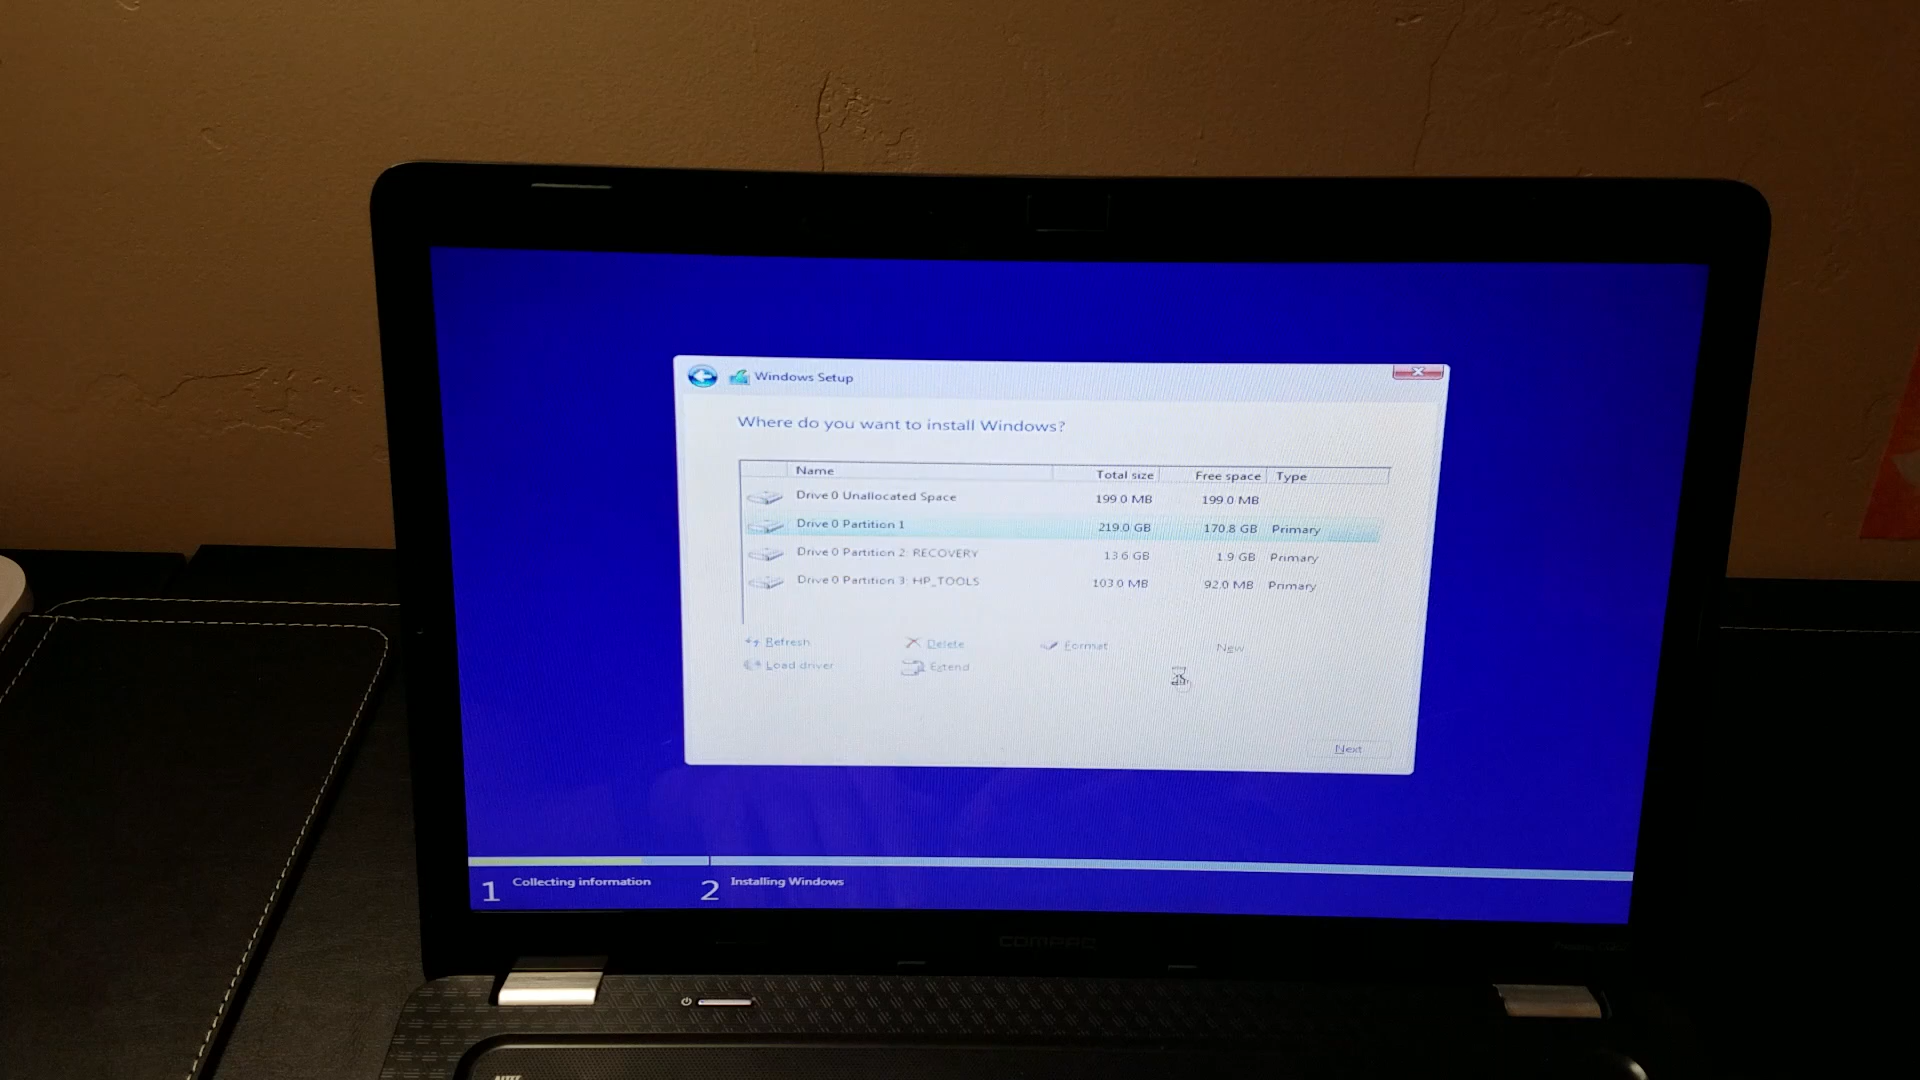 Windows Setup
Where do you want to install Windows?
Name Total size Free space Type
Drive 0 Unallocated Space 199.0 MB 199.0 MB
Drive 0 Partition 1 219.0 GB 170.8 GB Primary
Drive 0 Partition 2: RECOVERY 13.6 GB 1.9 GB Primary
Drive 0 Partition 3: HP_TOOLS 103.0 MB 92.0 MB Primary
Refresh Delete Format New
Load driver Extend
Next
1 Collecting information 2 Installing Windows
COMPAQ